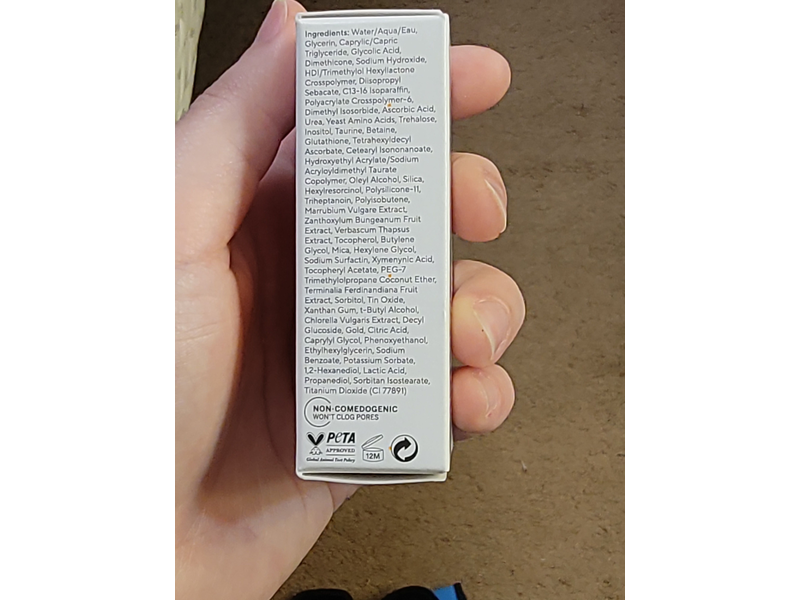 Ingredients: Water/Aqua/Eau,
Glycerin, Caprylic/Capric
Triglyceride, Glycolic Acid,
Dimethicone, Sodium Hydroxide,
HDI/Trimethylol Hexyllactone
Crosspolymer, Diisopropyl
Sebacate, C13-16 Isoparaffin,
Polyacrylate Crosspolymer-6,
Dimethyl Isosorbide, Ascorbic Acid,
Urea, Yeast Amino Acids, Trehalose,
Inositol, Taurine, Betaine,
Glutathione, Tetrahexyldecyl
Ascorbate, Cetearyl Isononanoate,
Hydroxyethyl Acrylate/Sodium
Acryloyldimethyl Taurate
Copolymer, Oleyl Alcohol, Silica,
Hexylresorcinol, Polysilicone-11,
Triheptanoin, Polyisobutene,
Marrubium Vulgare Extract,
Zanthoxylum Bungeanum Fruit
Extract, Verbascum Thapsus
Extract, Tocopherol, Butylene
Glycol, Mica, Hexylene Glycol,
Sodium Surfactin, Xymenynic Acid,
Tocopheryl Acetate, PEG-7
Trimethylolpropane Coconut Ether,
Terminalia Ferdinandiana Fruit
Extract, Sorbitol, Tin Oxide,
Xanthan Gum, t-Butyl Alcohol,
Chlorella Vulgaris Extract, Decyl
Glucoside, Gold, Citric Acid,
Caprylyl Glycol, Phenoxyethanol,
Ethylhexylglycerin, Sodium
Benzoate, Potassium Sorbate,
1,2-Hexanediol, Lactic Acid,
Propanediol, Sorbitan Isostearate,
Titanium Dioxide (CI 77891)
NON-COMEDOGENIC
WON'T CLOG PORES
PETA
APPROVED
Global Animal Test Policy
12M